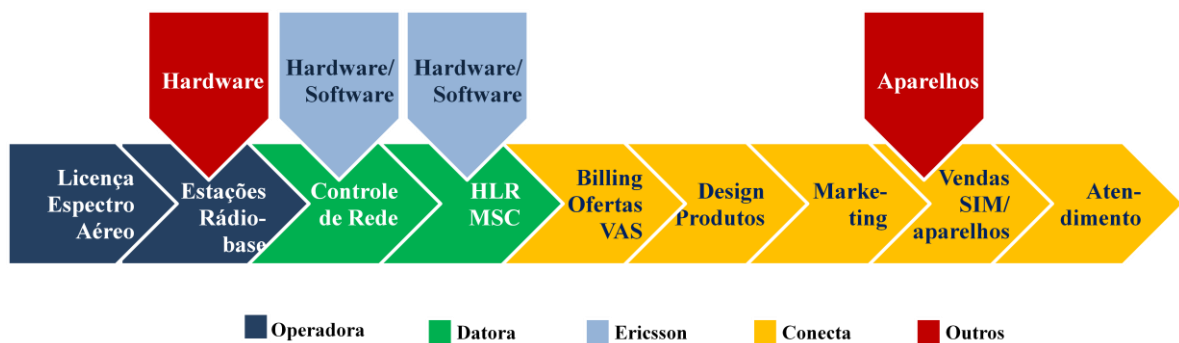 Hardware
Hardware/
Software
Hardware/
Software
Aparelhos
Licença
Espectro
Aéreo
Estações
Rádio-
base
Controle
de Rede
HLR
MSC
Billing
Ofertas
VAS
Design
Produtos
Marke-
ting
Vendas
SIM/
aparelhos
Aten-
dimento
Operadora
Datora
Ericsson
Conecta
Outros